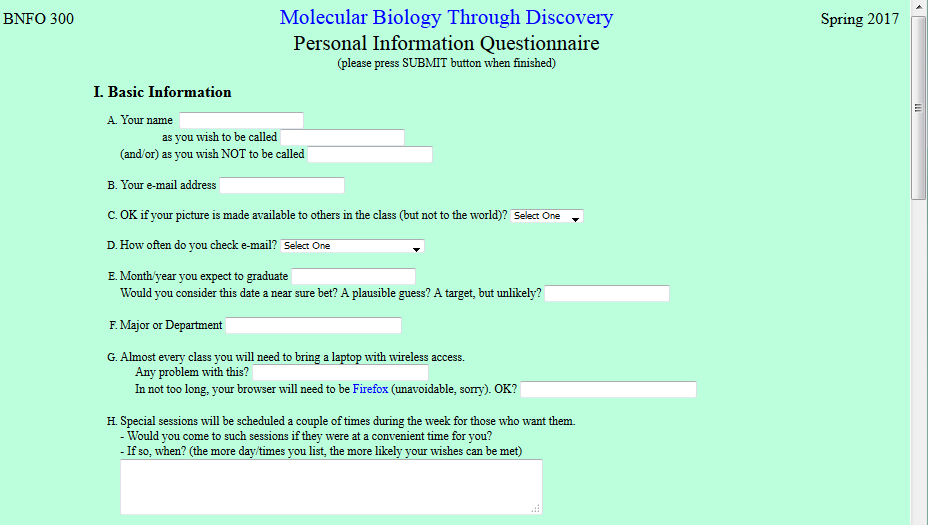 BNFO 300 Molecular Biology Through Discovery Spring 2017
Personal Information Questionnaire
(please press SUBMIT button when finished)
I. Basic Information
A. Your name
as you wish to be called
(and/or) as you wish NOT to be called
B. Your e-mail address
C. OK if your picture is made available to others in the class (but not to the world)? Select One
D. How often do you check e-mail? Select One
E. Month/year you expect to graduate
Would you consider this date a near sure bet? A plausible guess? A target, but unlikely?
F. Major or Department
G. Almost every class you will need to bring a laptop with wireless access.
Any problem with this?
In not too long, your browser will need to be Firefox (unavoidable, sorry). OK?
H. Special sessions will be scheduled a couple of times during the week for those who want them.
- Would you come to such sessions if they were at a convenient time for you?
- If so, when? (the more day/times you list, the more likely your wishes can be met)